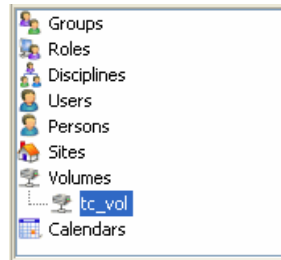 Groups
Roles
Disciplines
Users
Persons
Sites
Volumes
tc_vol
Calendars